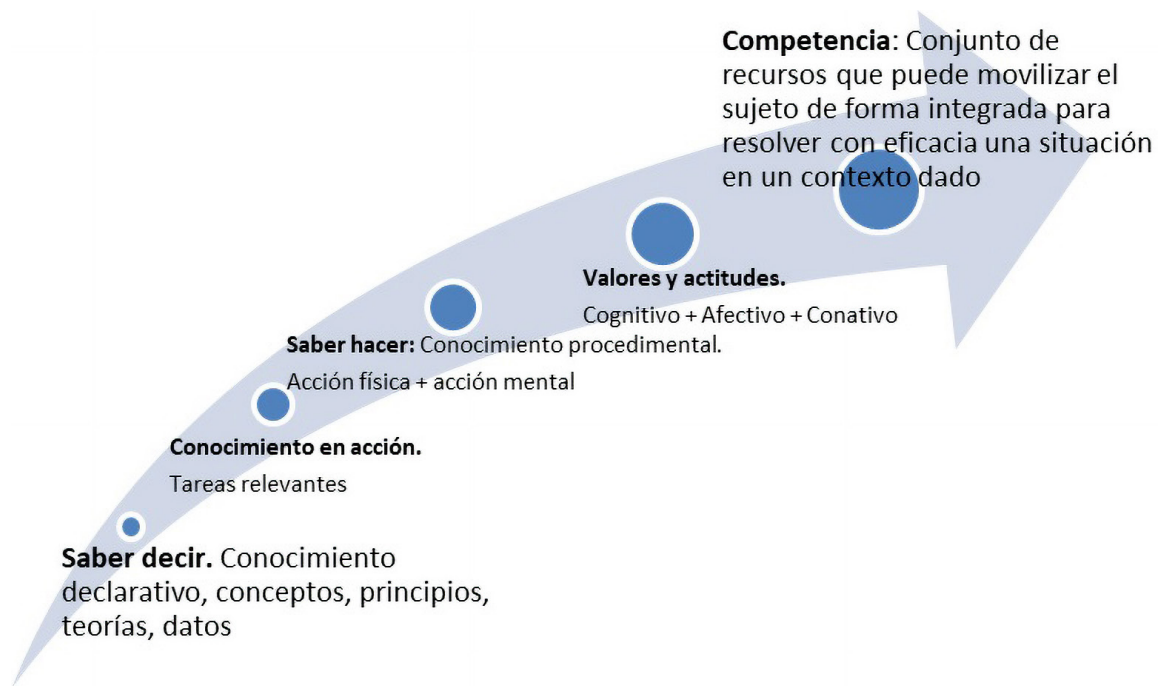 Competencia: Conjunto de
recursos que puede movilizar el
sujeto de forma integrada para
resolver con eficacia una situación
en un contexto dado
Valores y actitudes.
Cognitivo + Afectivo + Conativo
Saber hacer: Conocimiento procedimental.
Acción física + acción mental
Conocimiento en acción.
Tareas relevantes
Saber decir. Conocimiento
declarativo, conceptos, principios,
teorías, datos